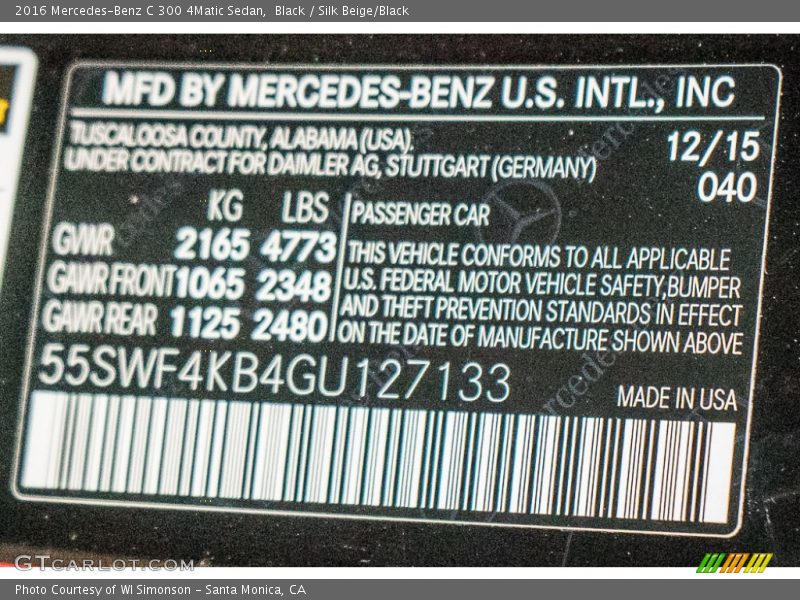 2016 Mercedes-Benz C 300 4Matic Sedan, Black / Silk Beige/Black
MFD BY MERCEDES-BENZ U.S. INTL., INC
TUSCALOOSA COUNTY, ALABAMA (USA).
UNDER CONTRACT FOR DAIMLER AG, STUTTGART (GERMANY)
12/15
040
KG LBS
GVWR 2165 4773
GAWR FRONT 1065 2348
GAWR REAR 1125 2480
PASSENGER CAR
THIS VEHICLE CONFORMS TO ALL APPLICABLE
U.S. FEDERAL MOTOR VEHICLE SAFETY, BUMPER
AND THEFT PREVENTION STANDARDS IN EFFECT
ON THE DATE OF MANUFACTURE SHOWN ABOVE
55SWF4KB4GU127133
MADE IN USA
GTcarlot.com
Photo Courtesy of WI Simonson - Santa Monica, CA